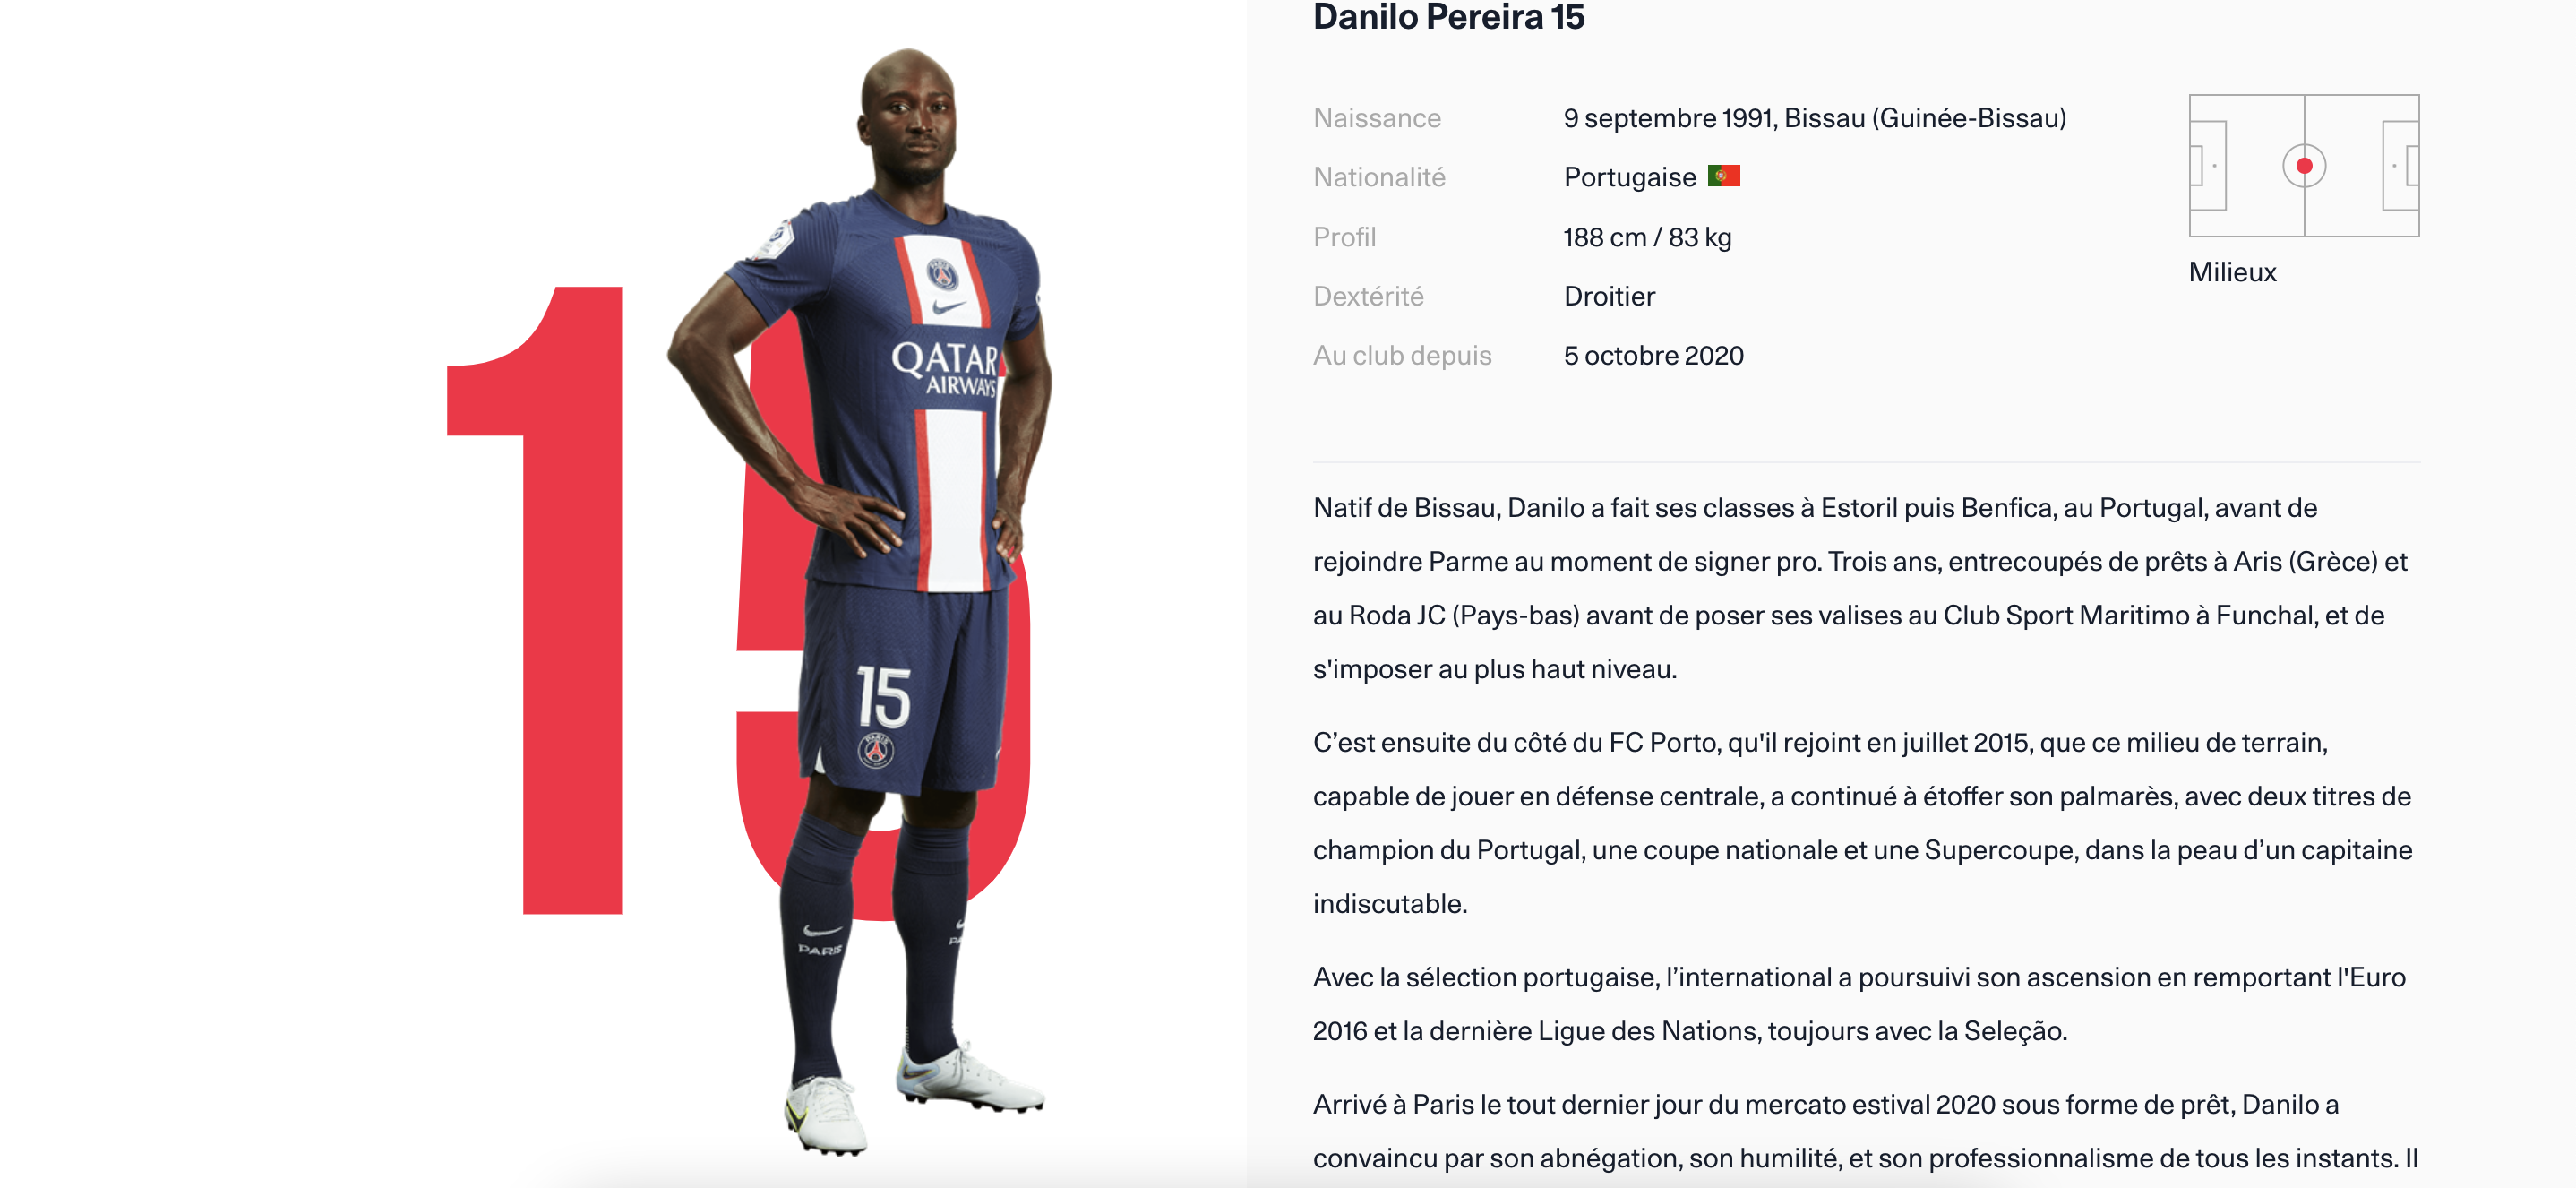 Danilo Pereira 15
Naissance 9 septembre 1991, Bissau (Guinée-Bissau)
Nationalité Portugaise
Profil 188 cm / 83 kg
Dextérité Droitier
Au club depuis 5 octobre 2020
Milieux
Natif de Bissau, Danilo a fait ses classes à Estoril puis Benfica, au Portugal, avant de
rejoindre Parme au moment de signer pro. Trois ans, entrecoupés de prêts à Aris (Grèce) et
au Roda JC (Pays-bas) avant de poser ses valises au Club Sport Maritimo à Funchal, et de
s'imposer au plus haut niveau.
C’est ensuite du côté du FC Porto, qu'il rejoint en juillet 2015, que ce milieu de terrain,
capable de jouer en défense centrale, a continué à étoffer son palmarès, avec deux titres de
champion du Portugal, une coupe nationale et une Supercoupe, dans la peau d’un capitaine
indiscutable.
Avec la sélection portugaise, l’international a poursuivi son ascension en remportant l'Euro
2016 et la dernière Ligue des Nations, toujours avec la Seleção.
Arrivé à Paris le tout dernier jour du mercato estival 2020 sous forme de prêt, Danilo a
convaincu par son abnégation, son humilité, et son professionnalisme de tous les instants. Il
15
PARIS
QATAR
AIRWAYS
15
PARIS
PARIS